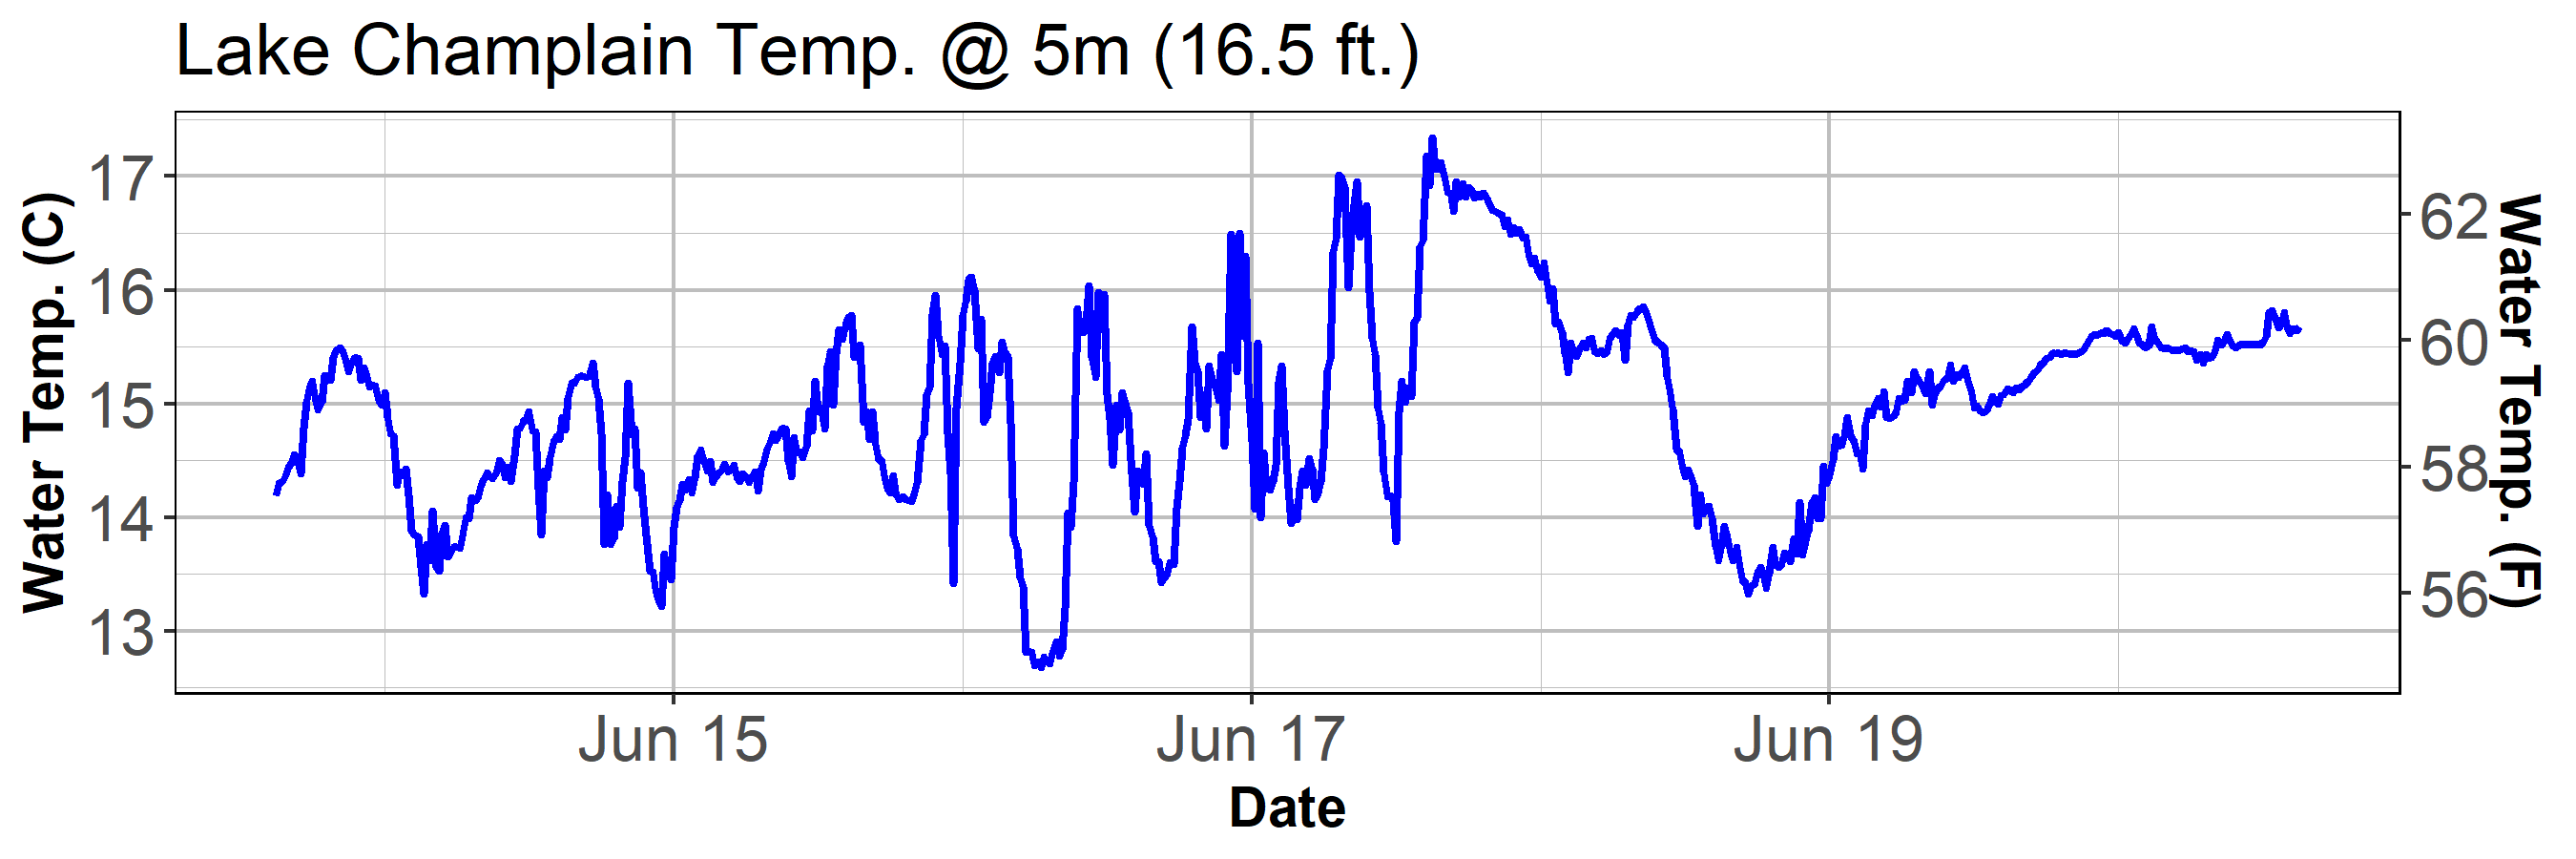 Lake Champlain Temp. @ 5m (16.5 ft.)
Water Temp. (C)
17
16
15
14
13
62
60
58
56
Water Temp. (F)
Jun 15
Jun 17
Jun 19
Date